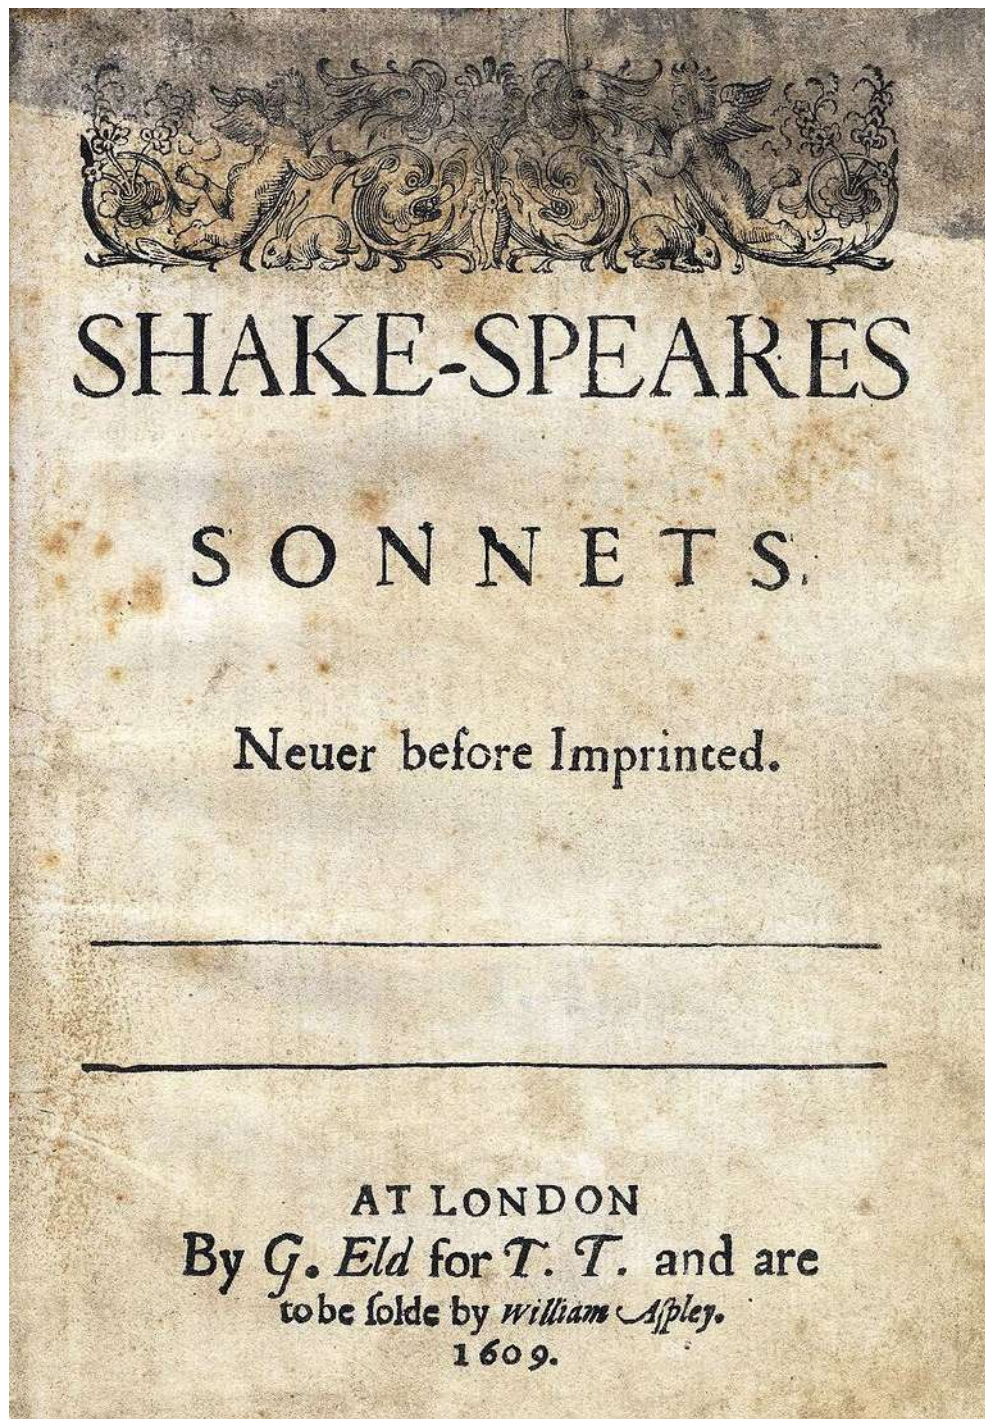 SHAKE-SPEARES
SONNETS.
Neuer before Imprinted.
AT LONDON
By G. Eld for T. T. and are
to be ſolde by William Aſpley.
1609.